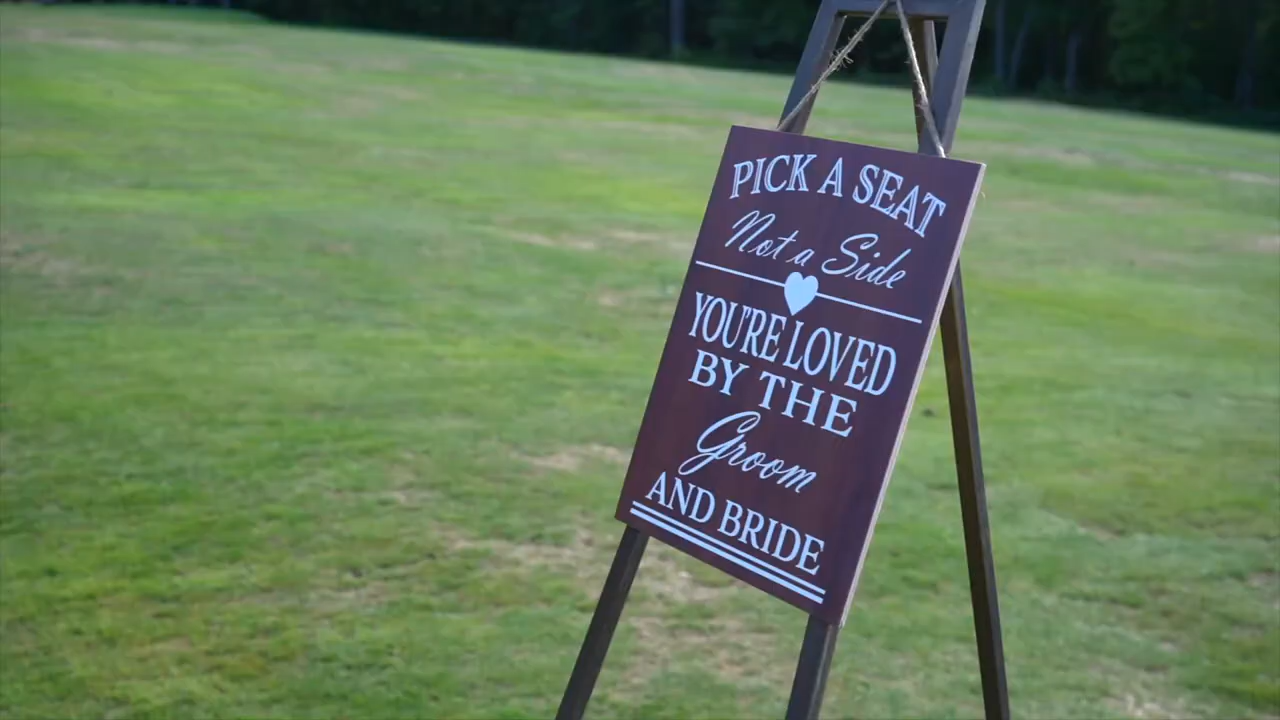 PICK A SEAT
Not a Side
YOU'RE LOVED
BY THE
Groom
AND BRIDE